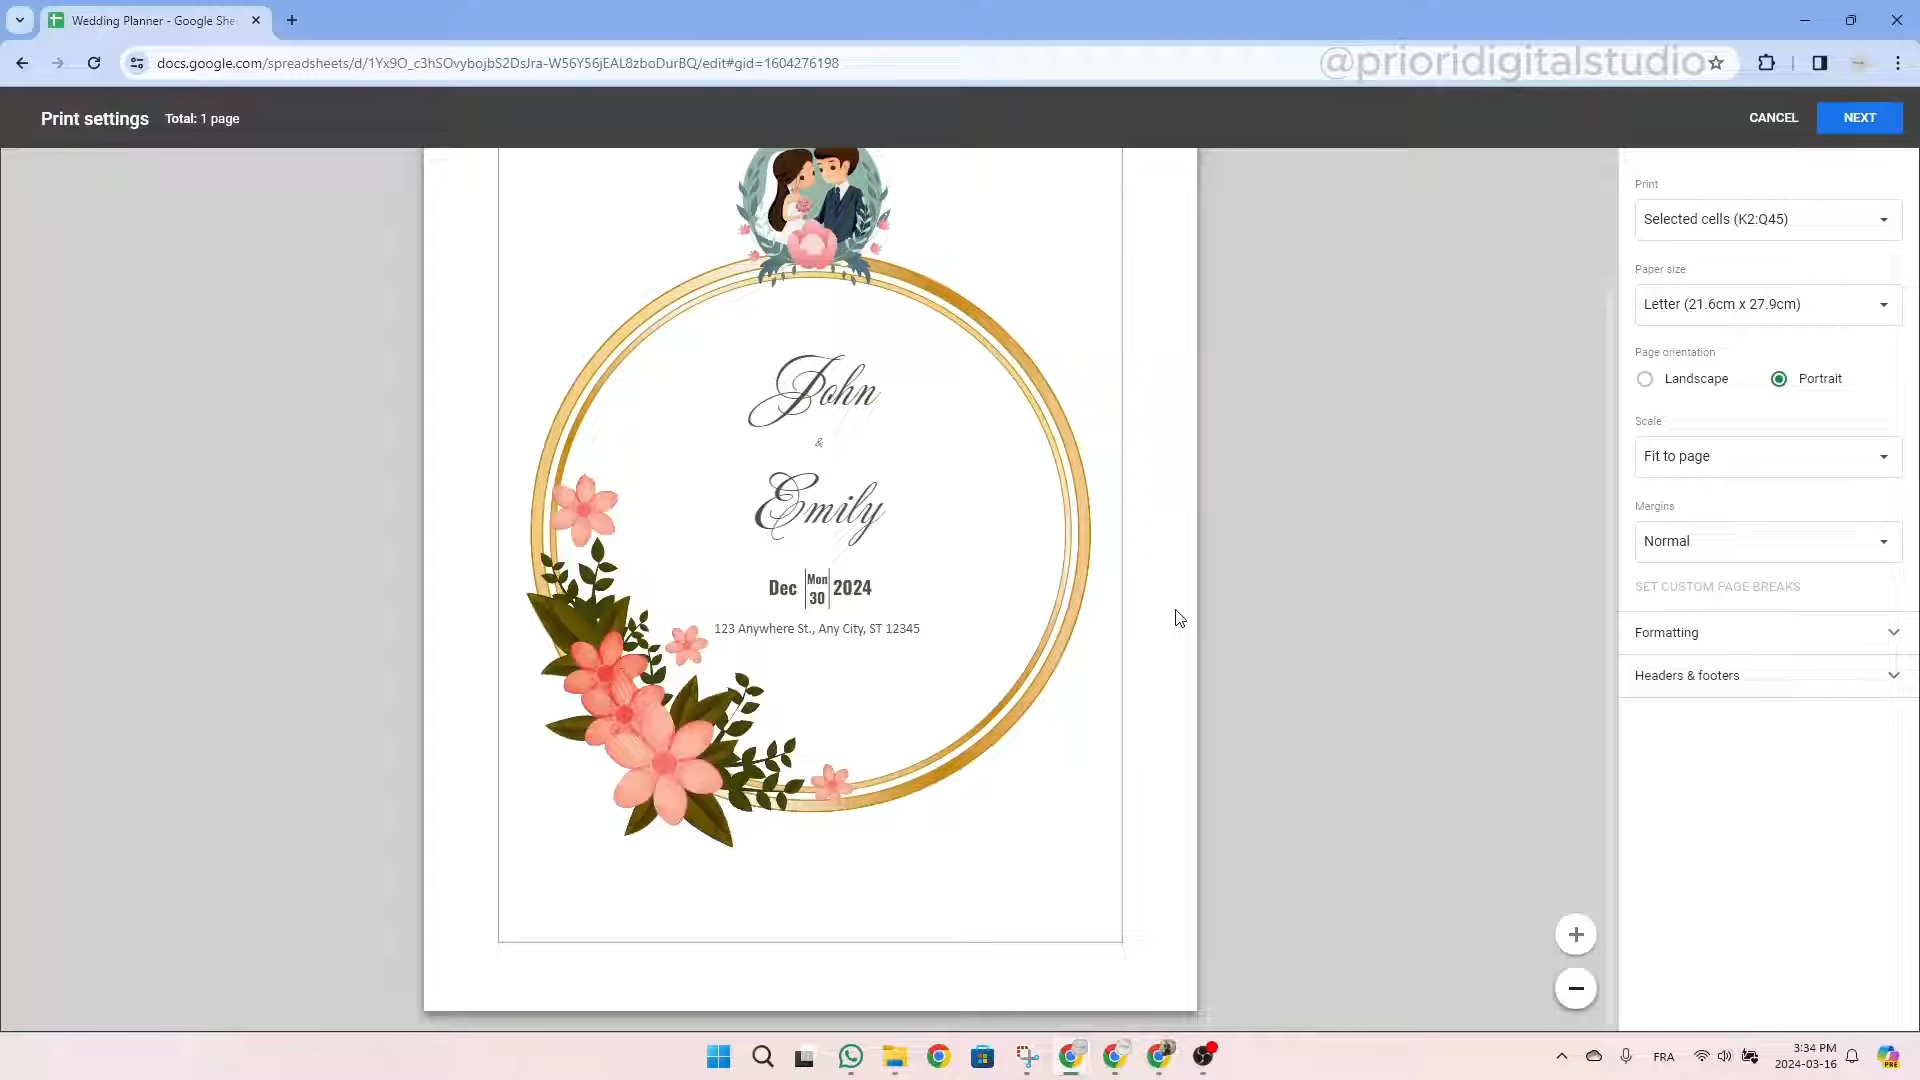 Wedding Planner - Google She
docs.google.com/spreadsheets/d/1Yx9O_c3hSOvybojbS2DsJra-W56Y56jEAL8zboDurBQ/edit#gid=1604276198
@prioridigitalstudio
Print settings
Total: 1 page
CANCEL
NEXT
Print
Selected cells (K2:Q45)
Paper size
Letter (21.6cm x 27.9cm)
Page orientation
Landscape
Portrait
Scale
Fit to page
Margins
Normal
SET CUSTOM PAGE BREAKS
Formatting
Headers & footers
John
&
Emily
Dec Mon 30 2024
123 Anywhere St., Any City, ST 12345
FRA
3:34 PM
2024-03-16
PRE